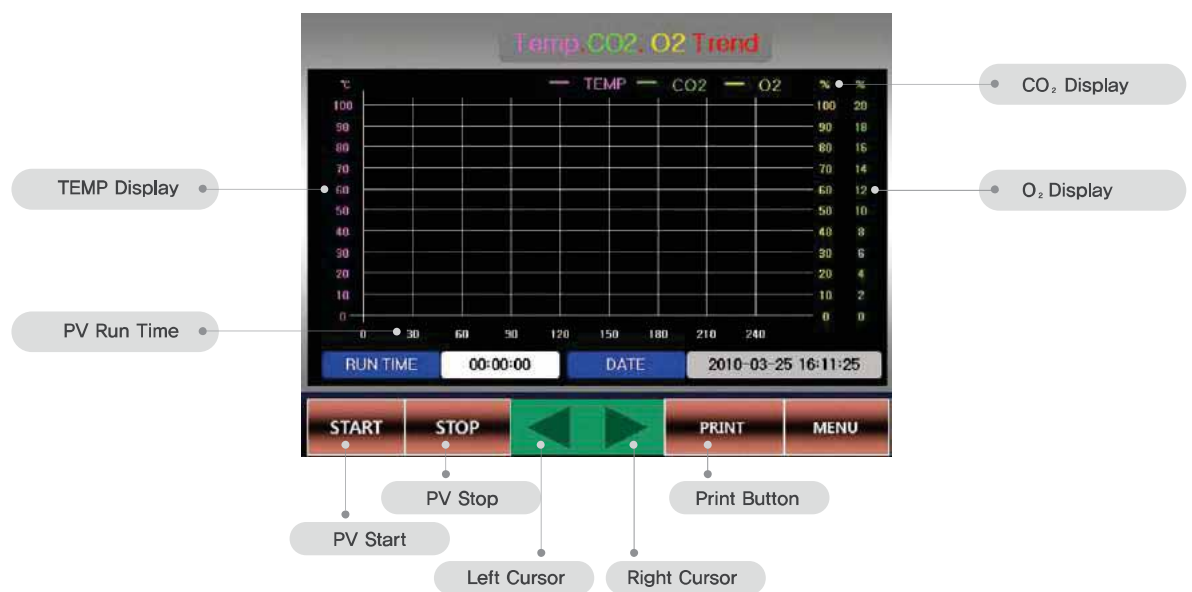 Temp.CO2. O2 Trend
℃ TEMP CO2 O2 % %
CO₂ Display
100 100 20
90 90 18
80 80 16
70 70 14
TEMP Display
60 60 12
O₂ Display
50 50 10
40 40 8
30 30 6
20 20 4
10 10 2
0 0 0
PV Run Time
0 30 60 90 120 150 180 210 240
RUN TIME 00:00:00 DATE 2010-03-25 16:11:25
START STOP PRINT MENU
PV Stop Print Button
PV Start
Left Cursor Right Cursor